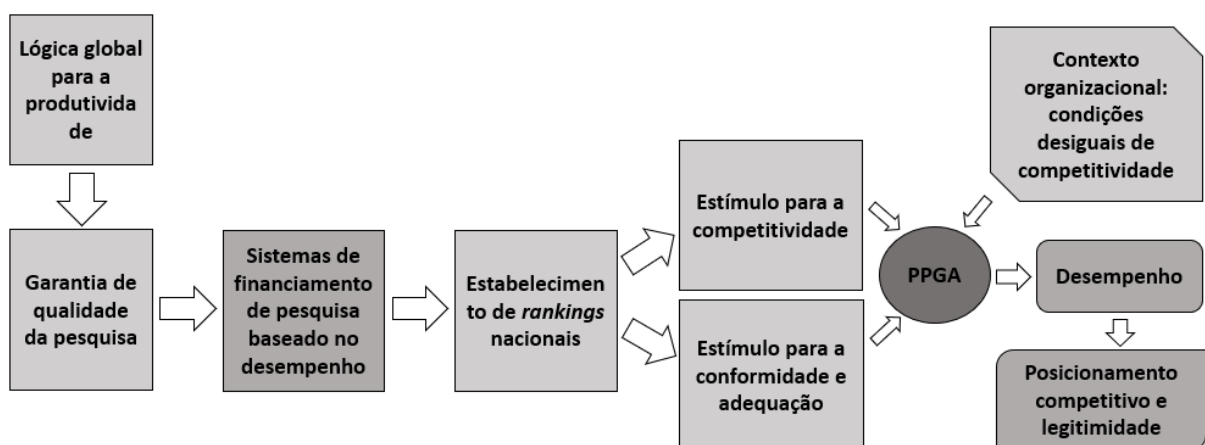 Lógica global
para a
produtivida
de
Garantia de
qualidade
da pesquisa
Sistemas de
financiamento
de pesquisa
baseado no
desempenho
Estabelecimen
to de rankings
nacionais
Estímulo para a
competitividade
Estímulo para a
conformidade e
adequação
Contexto
organizacional:
condições
desiguais de
competitividade
PPGA
Desempenho
Posicionamento
competitivo e
legitimidade